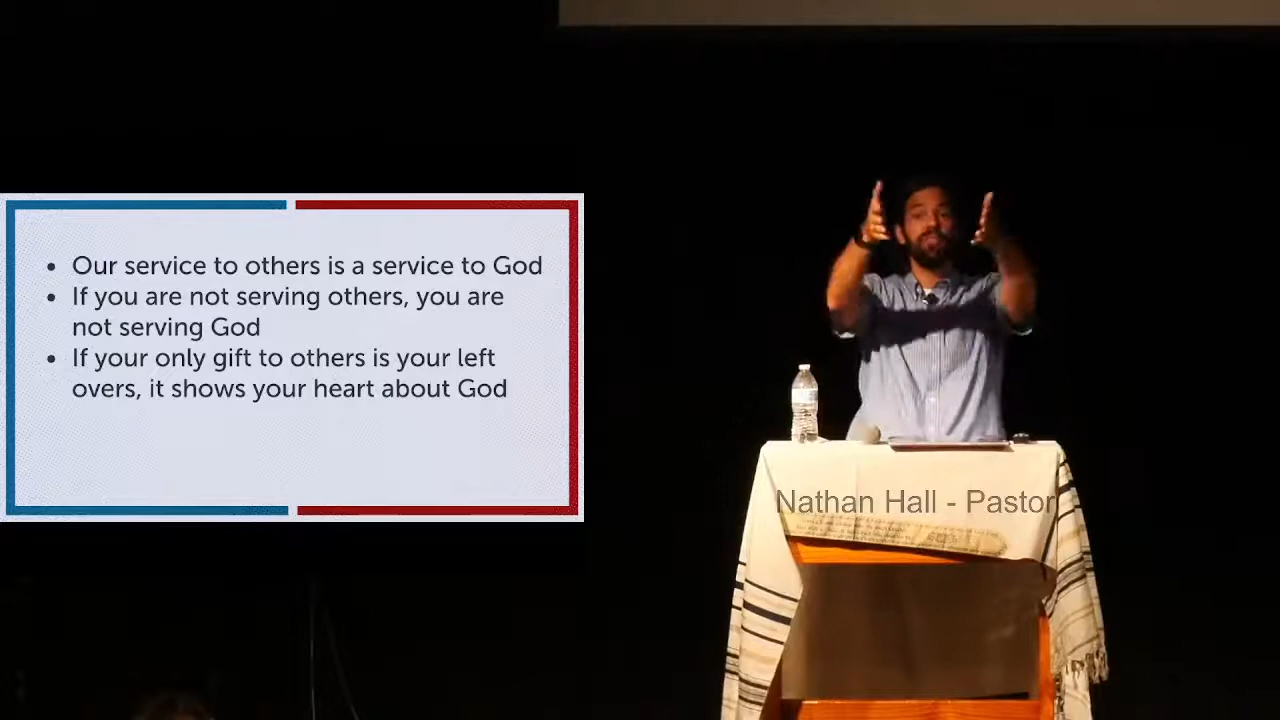 • Our service to others is a service to God
• If you are not serving others, you are
not serving God
• If your only gift to others is your left
overs, it shows your heart about God
Nathan Hall - Pastor